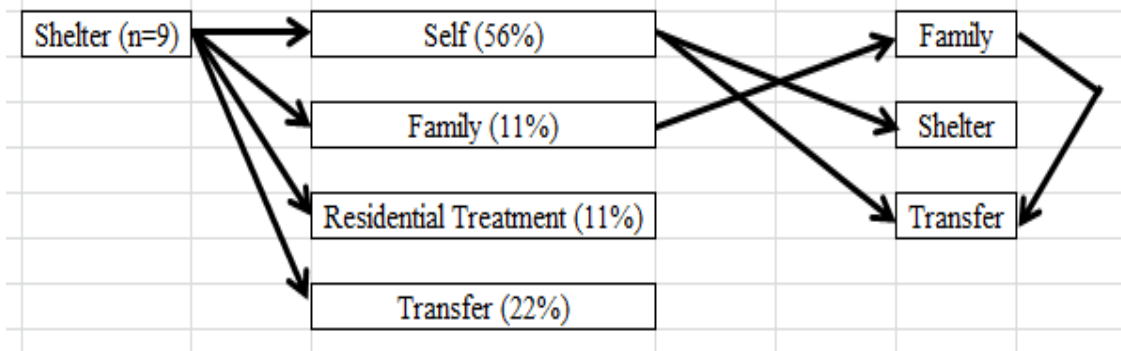 Shelter (n=9)
Self (56%)
Family
Family (11%)
Shelter
Residential Treatment (11%)
Transfer
Transfer (22%)